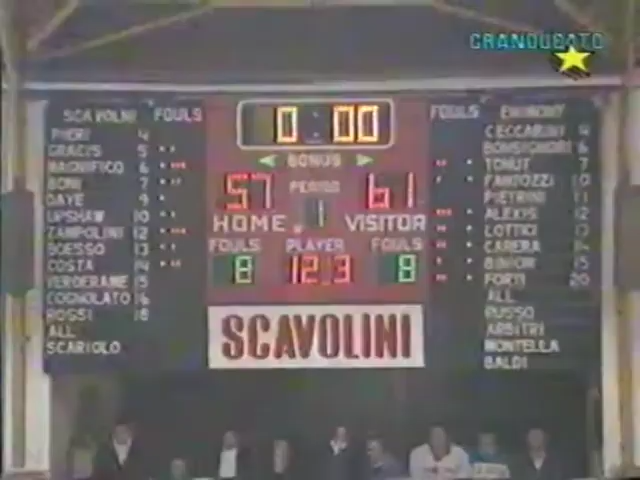 GRANDUCATO
SCAVOLINI FOULS
PIERI 4
GRACIS 5
MAGNIFICO 6
BONI 7
DAYE 9
UPSHAW 10
ZAMPOLINI 12
BOESSO 13
COSTA 14
VERDERAME 15
COGNOLATO 16
ROSSI 18
ALL
SCARIOLO
0:00
BONUS
57 PERIOD 61
HOME 1 VISITOR
FOULS PLAYER FOULS
8 12.3 8
SCAVOLINI
FOULS
CECCARINI 4
BONSIGNORI 6
TONUT 7
FANTOZZI 10
PIETRINI 11
ALEXIS 12
LOTTICI 13
CARERA 14
BINION 15
FORTI 20
ALL
RUSSO
ARBITRI
MONTELLA
BALDI